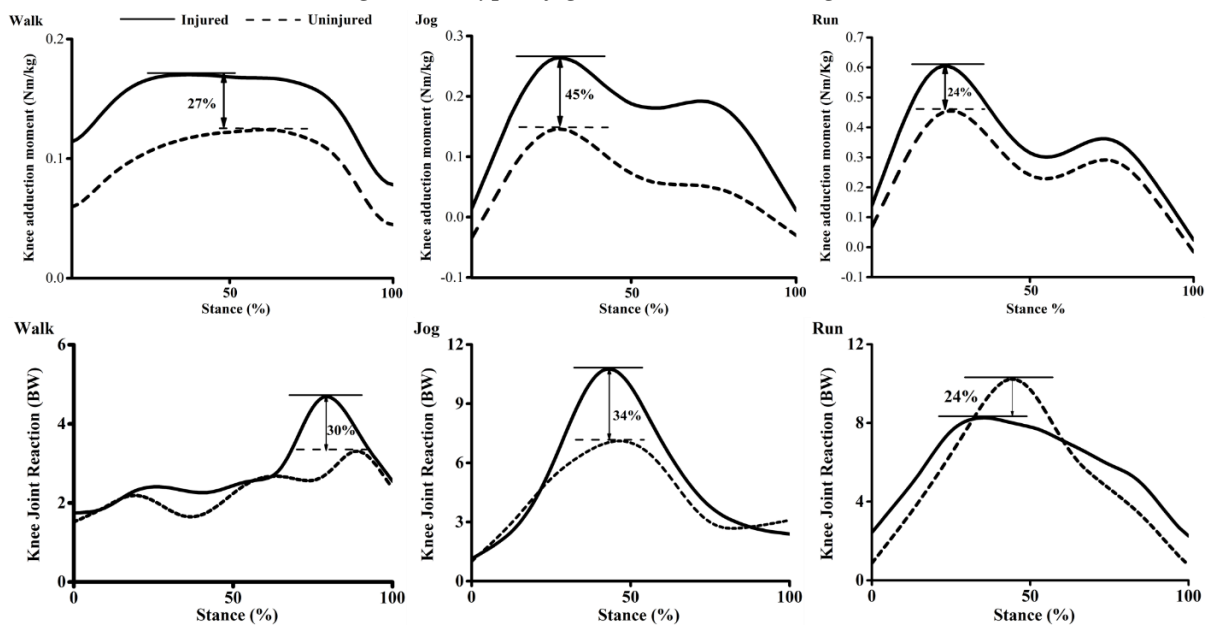 Walk
Injured
Uninjured
Knee adduction moment (Nm/kg)
0.2
0.1
0.0
27%
50
100
Stance (%)
Jog
Knee adduction moment (Nm/kg)
0.3
0.2
0.1
0.0
-0.1
45%
50
100
Stance (%)
Run
Knee adduction moment (Nm/kg)
0.7
0.6
0.5
0.4
0.3
0.2
0.1
0.0
-0.1
24%
50
100
Stance %
Walk
Knee Joint Reaction (BW)
6
4
2
0
30%
0
50
100
Stance (%)
Jog
Knee Joint Reaction (BW)
12
9
6
3
0
34%
0
50
100
Stance (%)
Run
Knee Joint Reaction (BW)
12
8
4
0
24%
0
50
100
Stance (%)